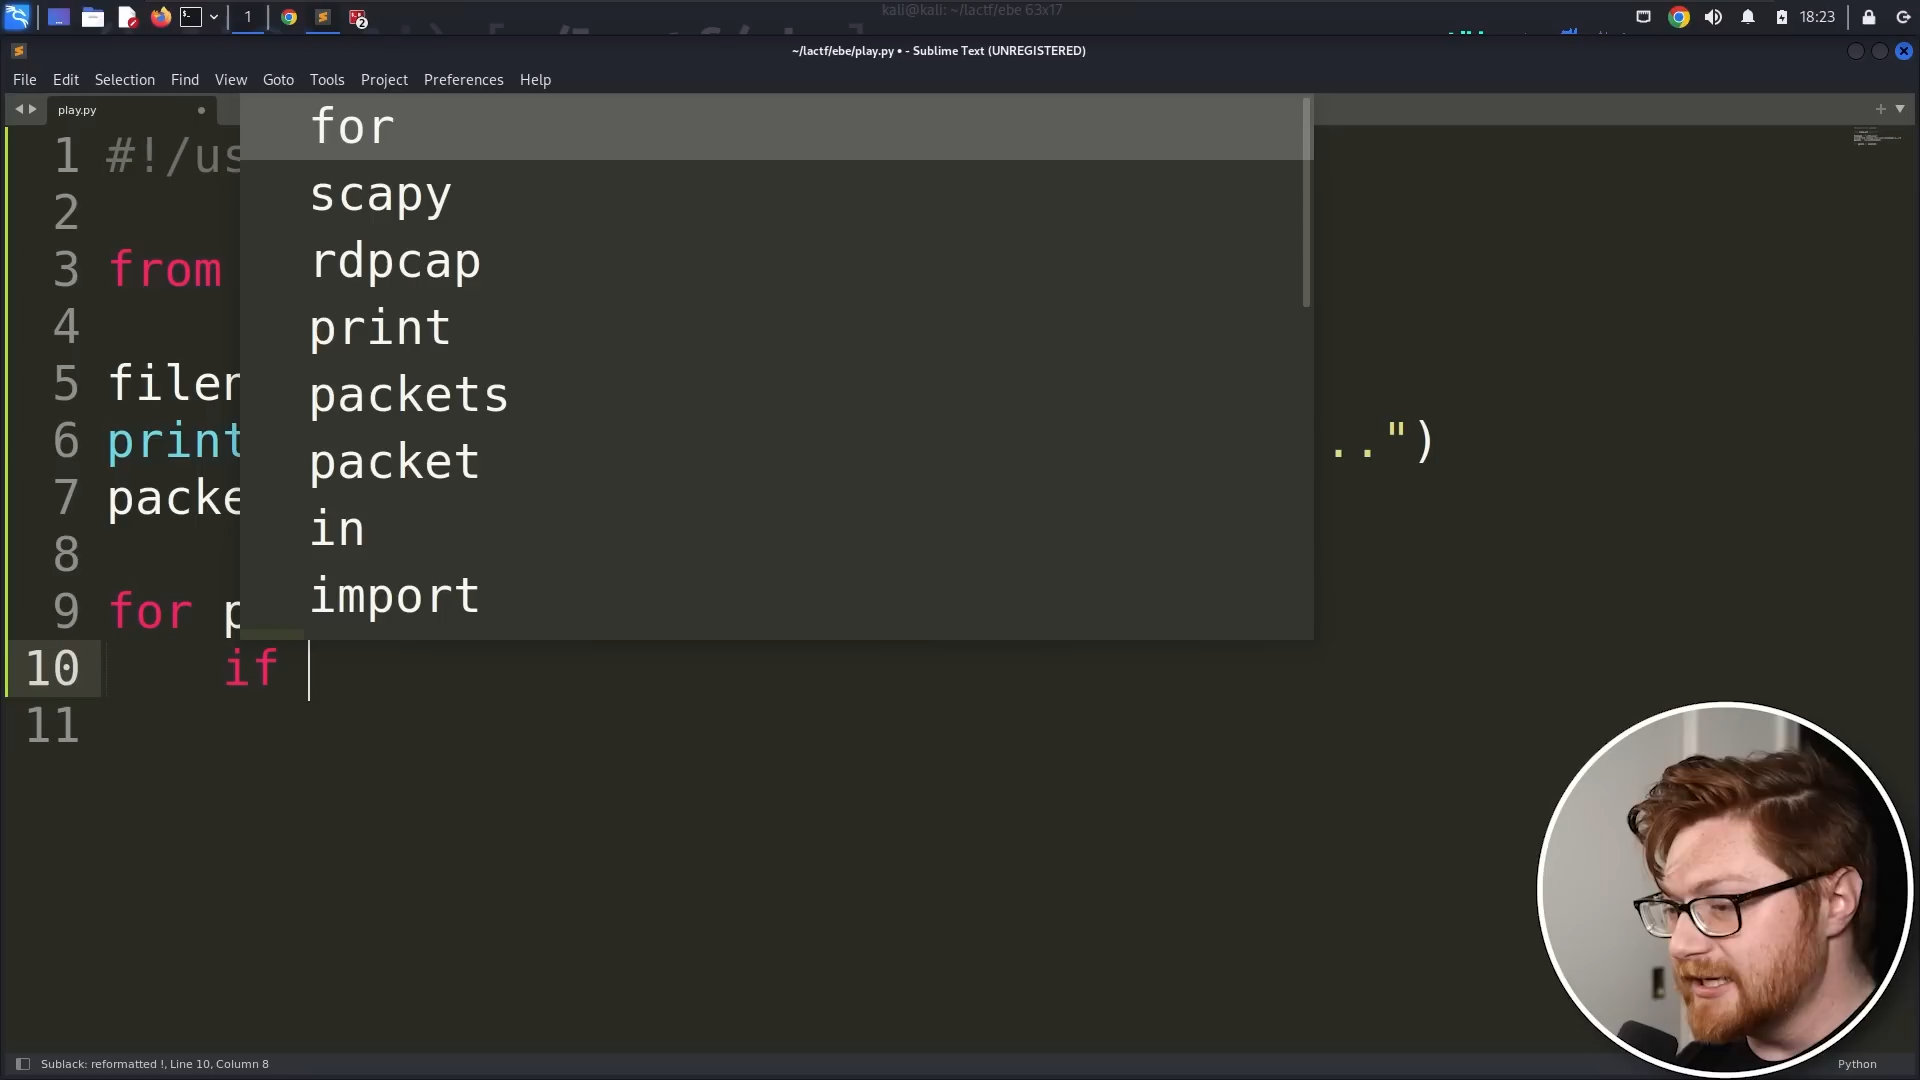 1
kali@kali: ~/lactf/ebe 63x17
2
18:23
~/lactf/ebe/play.py • - Sublime Text (UNREGISTERED)
File Edit Selection Find View Goto Tools Project Preferences Help
play.py
for
1 #!/us
scapy
2
3 from
rdpcap
4
print
5 filen
packets
6 print ..")
packet
7 packe
in
8
import
9 for p
10 if
11
Sublack: reformatted !, Line 10, Column 8
Python